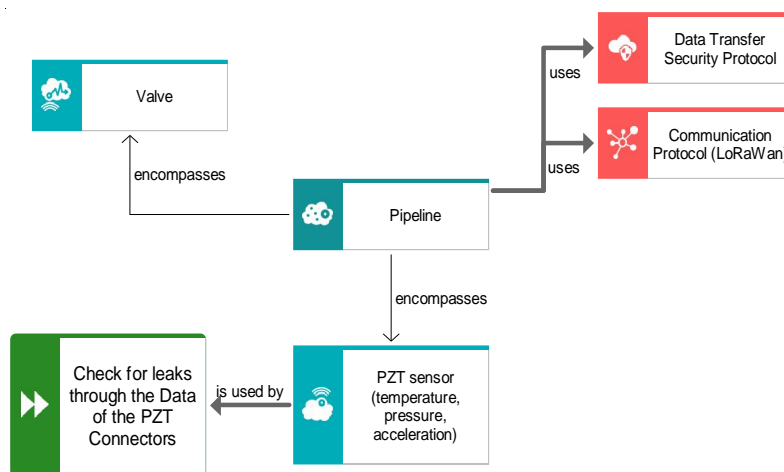 Data Transfer
Security Protocol
uses
Valve
Communication
Protocol (LoRaWan)
uses
encompasses
Pipeline
encompasses
Check for leaks
through the Data
of the PZT
Connectors
is used by
PZT sensor
(temperature,
pressure,
acceleration)